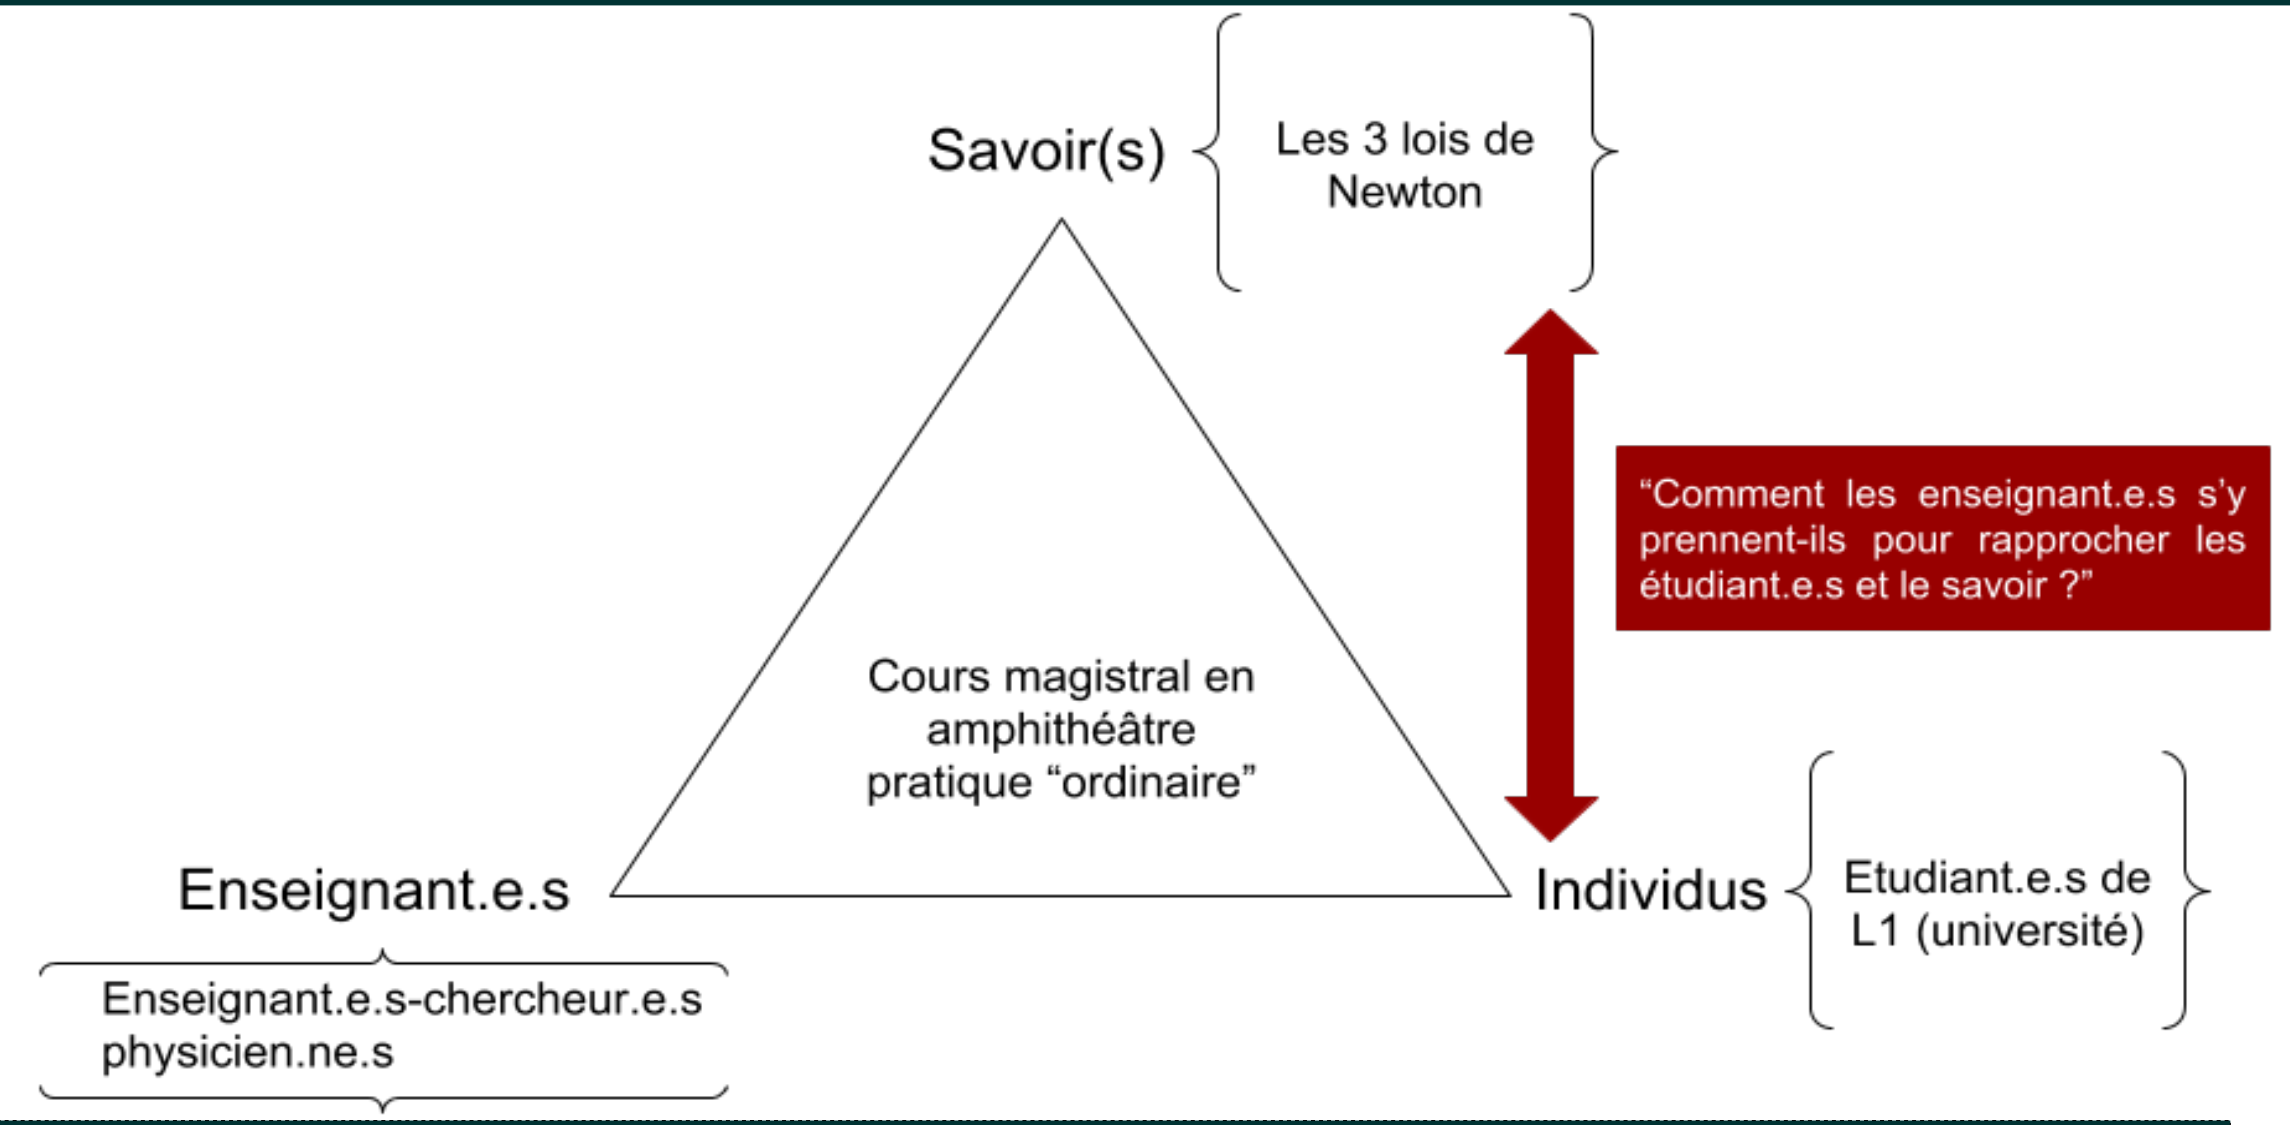 Savoir(s)
Les 3 lois de
Newton
“Comment les enseignant.e.s s’y
prennent-ils pour rapprocher les
étudiant.e.s et le savoir ?”
Cours magistral en
amphithéâtre
pratique “ordinaire”
Enseignant.e.s
Individus
Etudiant.e.s de
L1 (université)
Enseignant.e.s-chercheur.e.s
physicien.ne.s